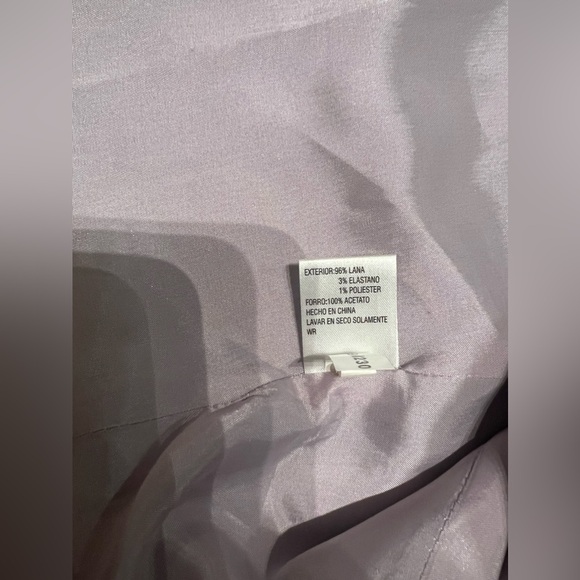 EXTERIOR:96% LANA
3% ELASTANO
1% POLIESTER
FORRO:100% ACETATO
HECHO EN CHINA
LAVAR EN SECO SOLAMENTE
WR